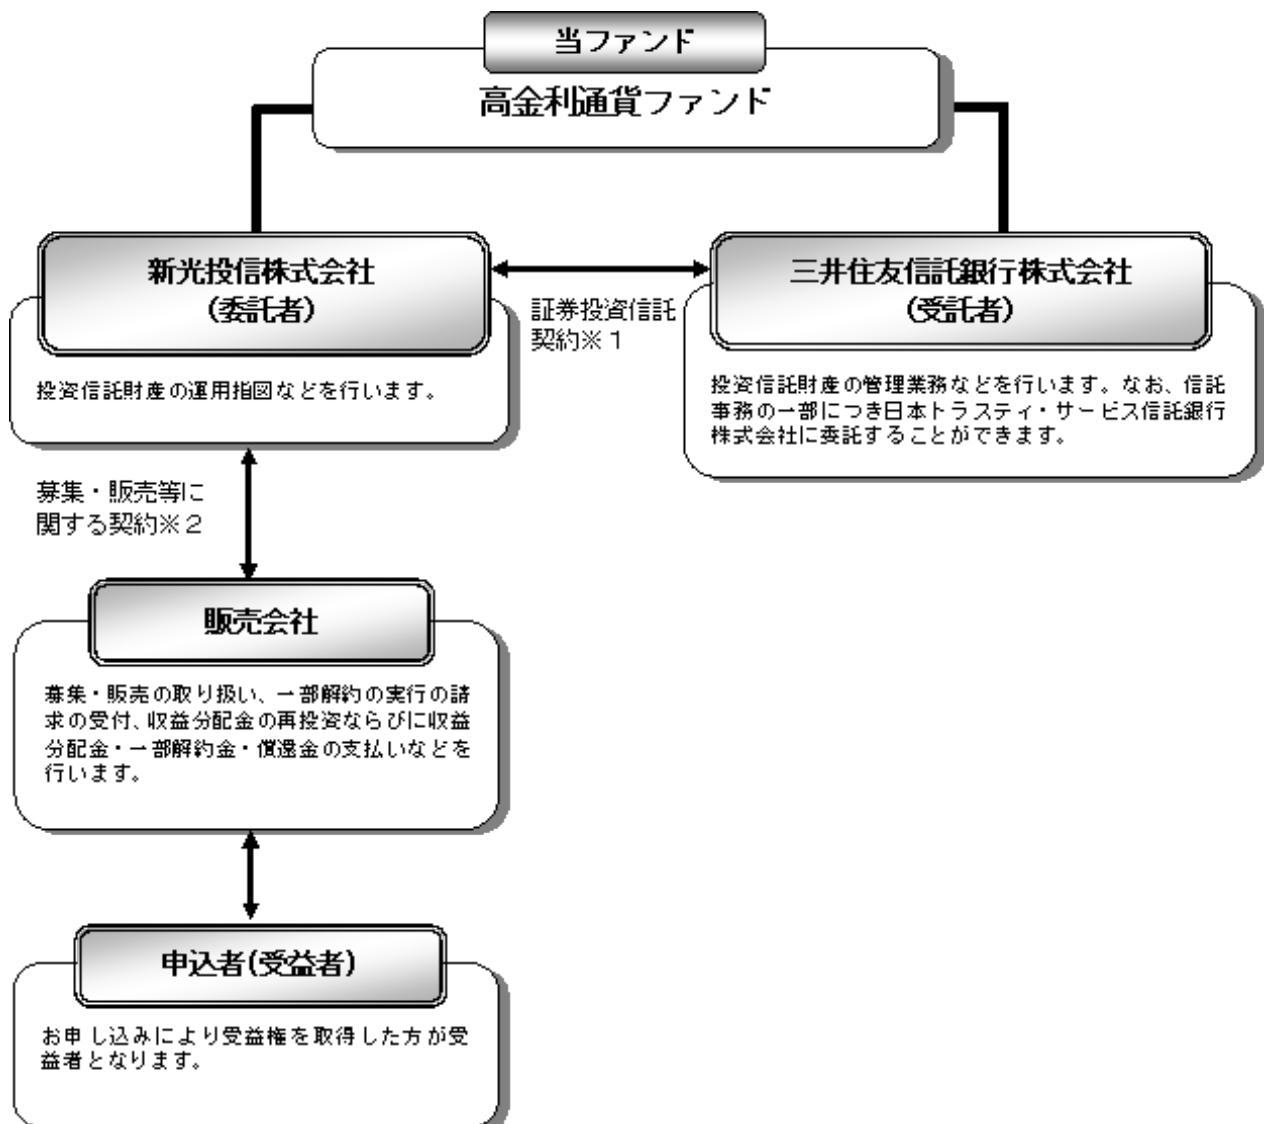 当ファンド
高金利通貨ファンド
新光投信株式会社
(委託者)
投資信託財産の運用指図などを行います。
証券投資信託
契約※１
三井住友信託銀行株式会社
(受託者)
投資信託財産の管理業務などを行います。なお、信託
事務の一部につき日本トラスティ・サービス信託銀行
株式会社に委託することができます。
募集・販売等に
関する契約※２
販売会社
募集・販売の取り扱い、一部解約の実行の請
求の受付、収益分配金の再投資ならびに収益
分配金・一部解約金・償還金の支払いなどを
行います。
申込者(受益者)
お申し込みにより受益権を取得した方が受
益者となります。